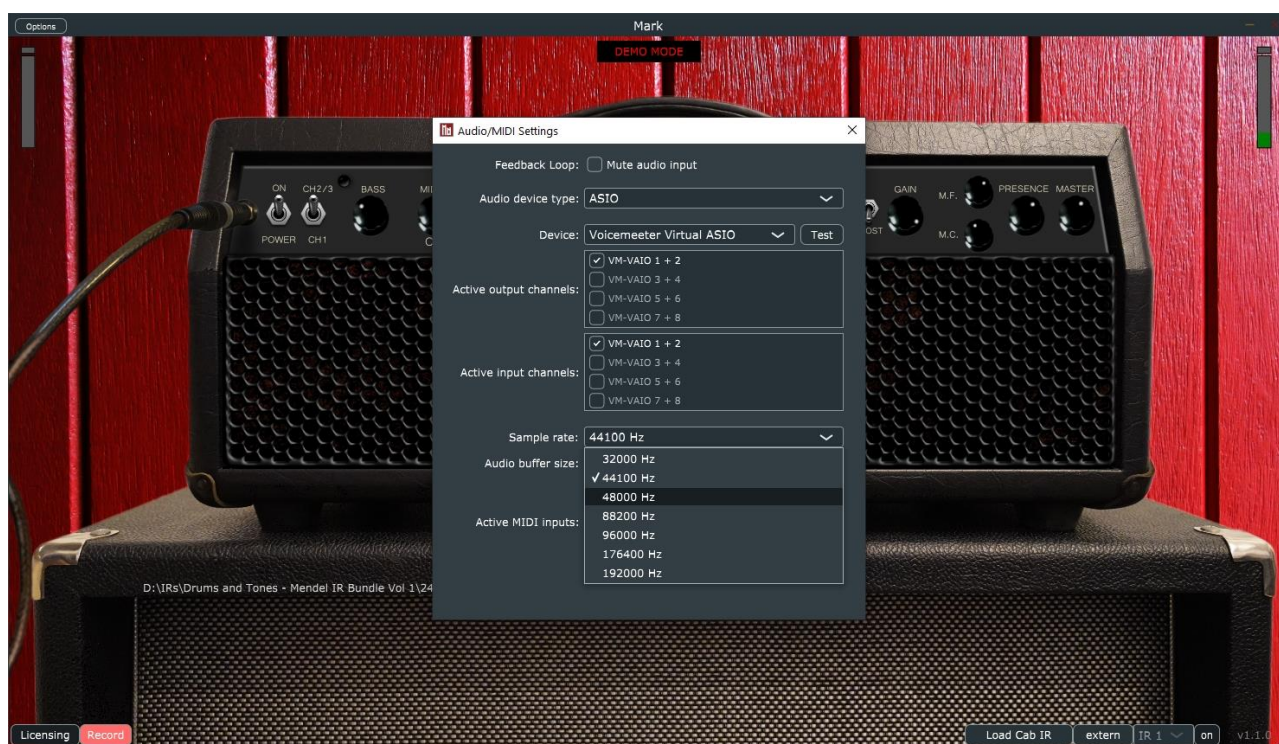 Options
Mark
DEMO MODE
Audio/MIDI Settings
Feedback Loop: Mute audio input
Audio device type: ASIO
Device: Voicemeeter Virtual ASIO Test
Active output channels:
VM-VAIO 1 + 2
VM-VAIO 3 + 4
VM-VAIO 5 + 6
VM-VAIO 7 + 8
Active input channels:
VM-VAIO 1 + 2
VM-VAIO 3 + 4
VM-VAIO 5 + 6
VM-VAIO 7 + 8
Sample rate: 44100 Hz
Audio buffer size:
32000 Hz
44100 Hz
48000 Hz
88200 Hz
96000 Hz
176400 Hz
192000 Hz
Active MIDI inputs:
ON CH2/3 BASS
POWER CH1
GAIN M.F. PRESENCE MASTER
M.C.
D:\IRs\Drums and Tones - Mendel IR Bundle Vol 1\24
Licensing Record
Load Cab IR extern IR 1 on v1.1.0